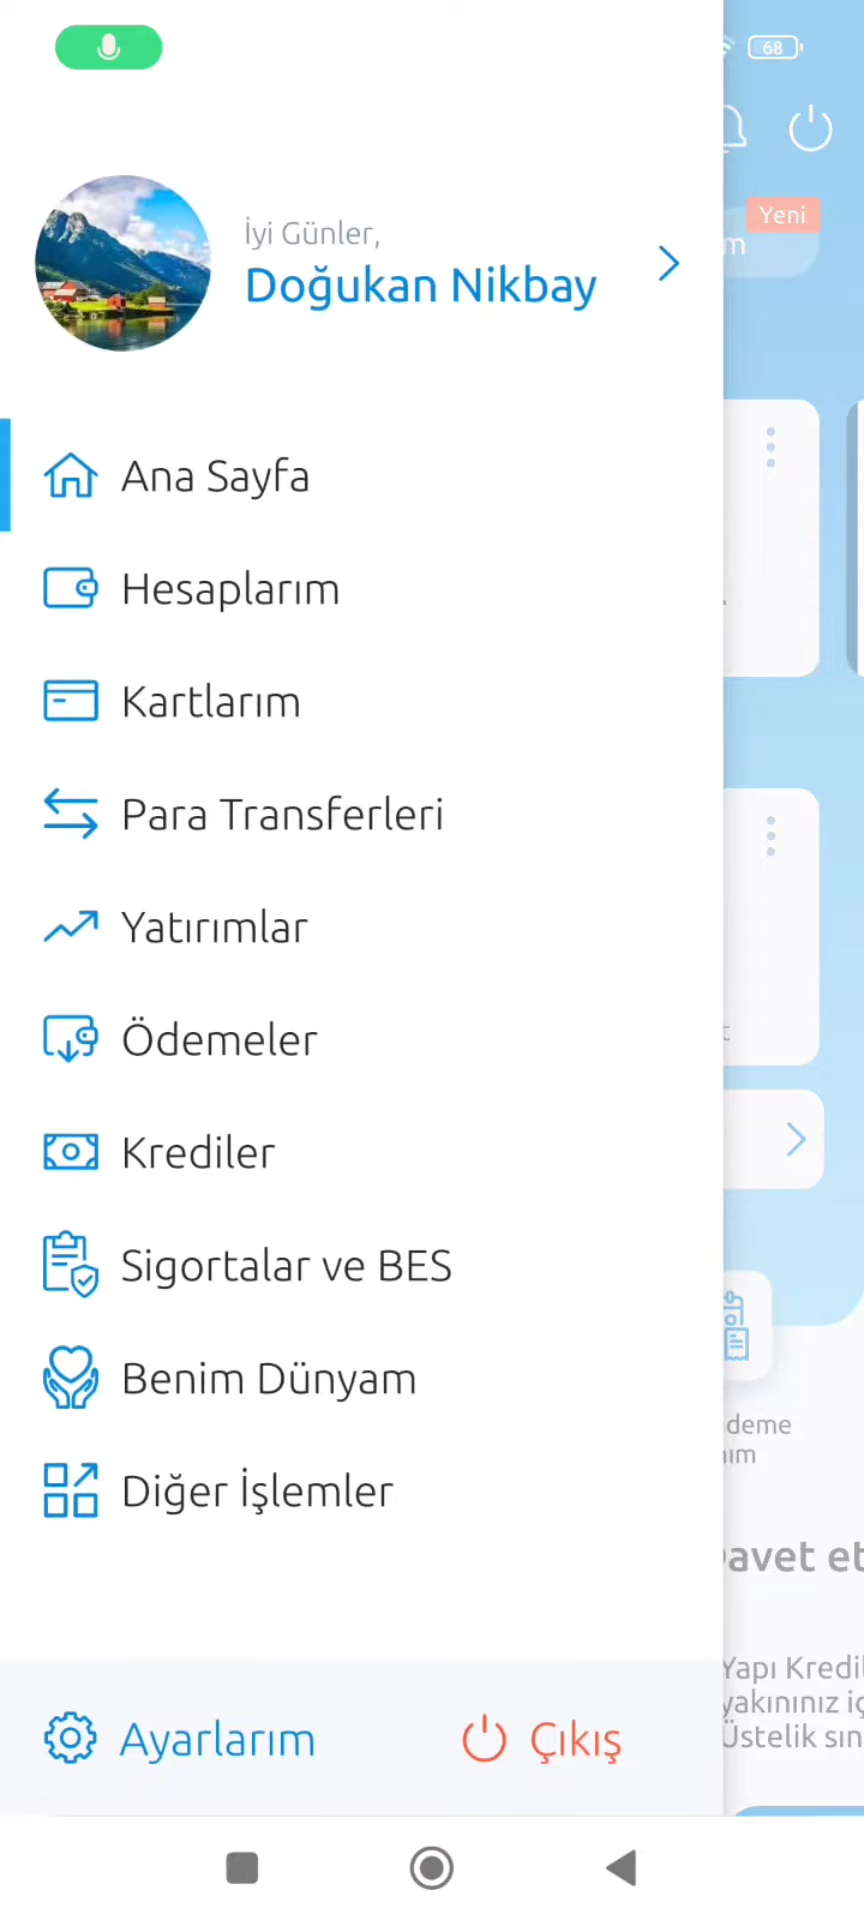 68
Yeni
İyi Günler,
Doğukan Nikbay
Ana Sayfa
Hesaplarım
Kartlarım
Para Transferleri
Yatırımlar
Ödemeler
Krediler
Sigortalar ve BES
Benim Dünyam
Diğer İşlemler
Yapı Kredi
Ayarlarım
Çıkış